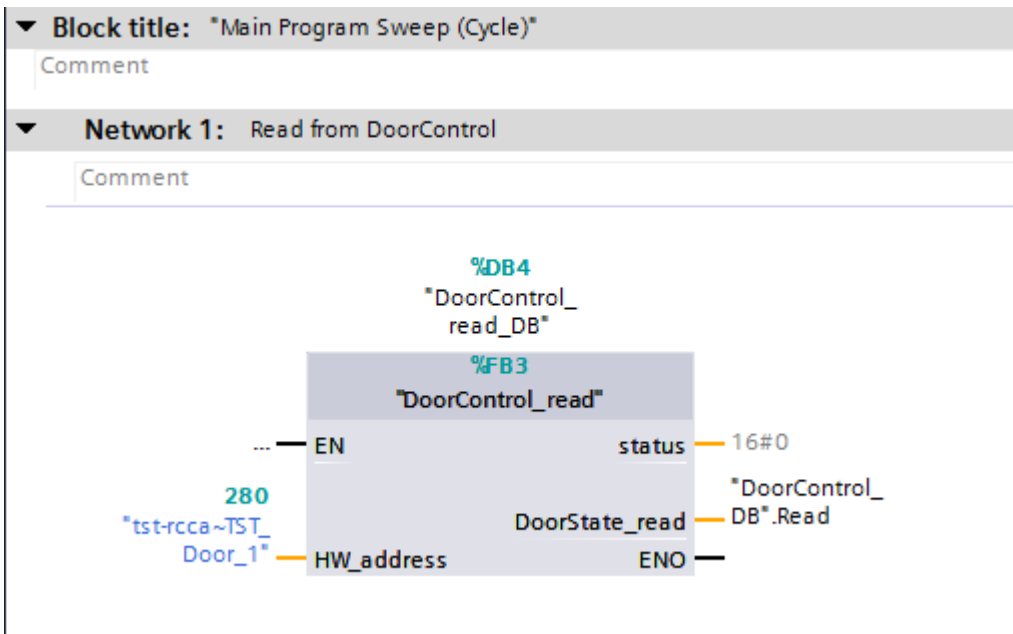 Block title: "Main Program Sweep (Cycle)"
Comment
Network 1: Read from DoorControl
Comment
%DB4
"DoorControl_
read_DB"
%FB3
"DoorControl_read"
... EN
status 16#0
280
"tst-rcca~TST_
Door_1" HW_address
DoorState_read "DoorControl_
DB".Read
ENO